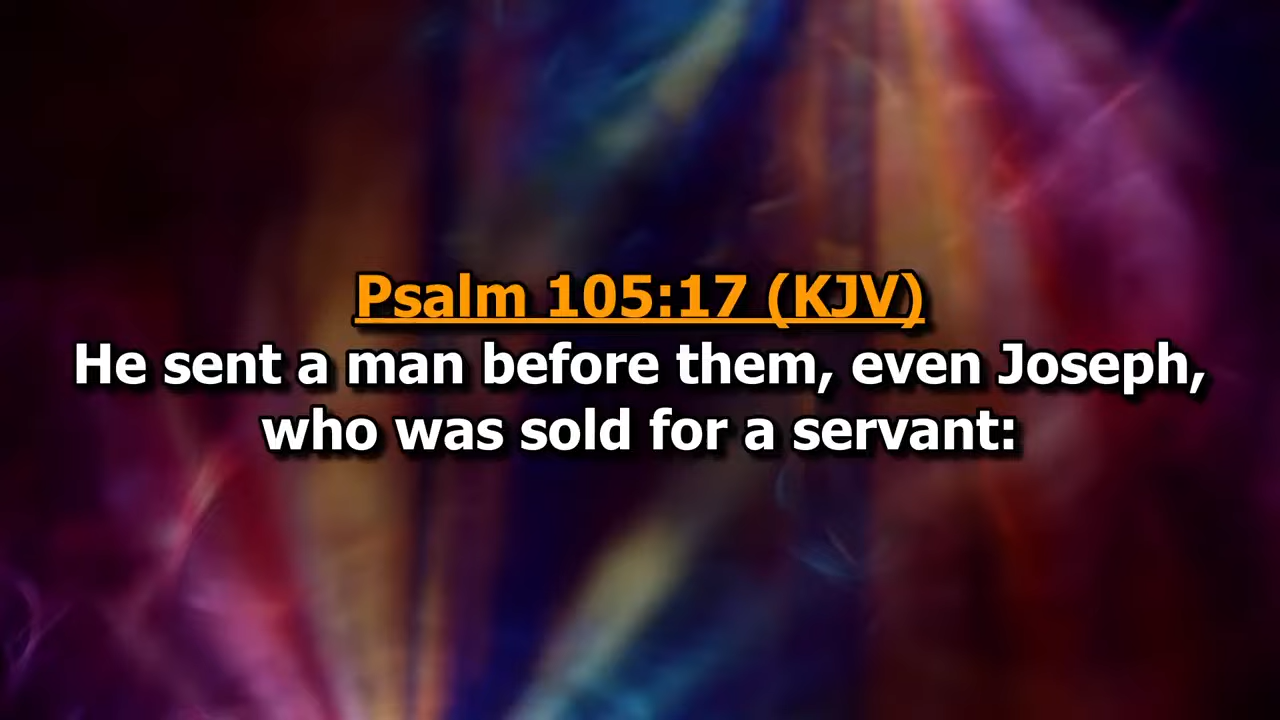 Psalm 105:17 (KJV)
He sent a man before them, even Joseph,
who was sold for a servant: